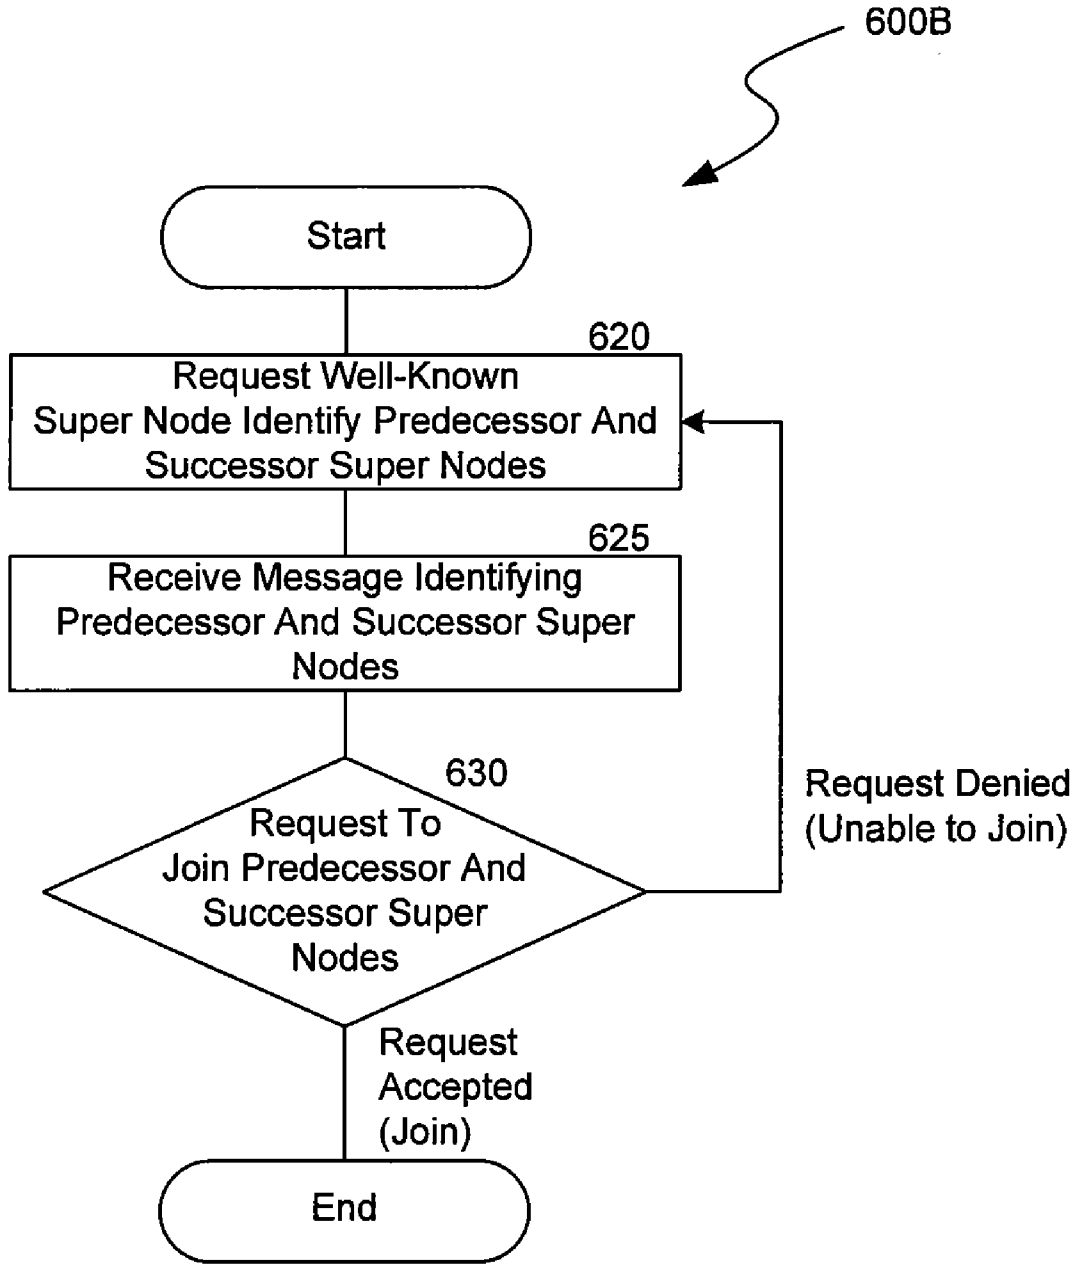 600B
Start
620
Request Well-Known
Super Node Identify Predecessor And
Successor Super Nodes
625
Receive Message Identifying
Predecessor And Successor Super
Nodes
630
Request To
Join Predecessor And
Successor Super
Nodes
Request Denied
(Unable to Join)
Request
Accepted
(Join)
End